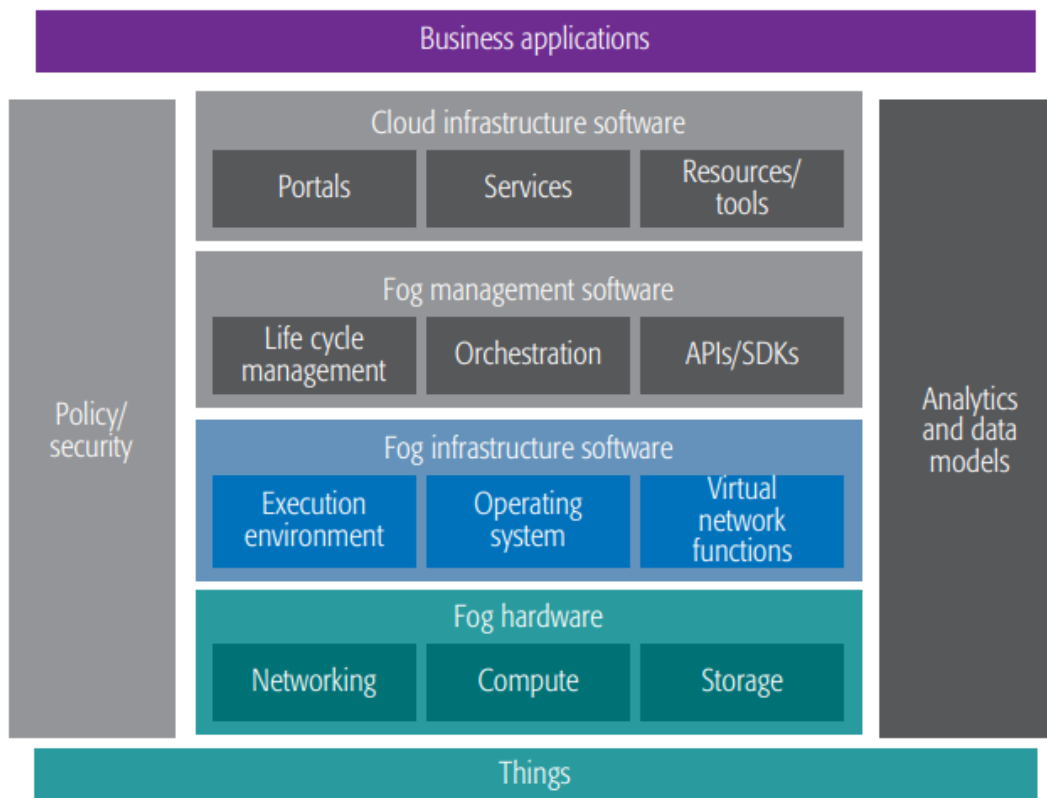 Business applications
Cloud infrastructure software
Portals
Services
Resources/
tools
Fog management software
Life cycle
management
Orchestration
APIs/SDKs
Policy/
security
Analytics
and data
models
Fog infrastructure software
Execution
environment
Operating
system
Virtual
network
functions
Fog hardware
Networking
Compute
Storage
Things